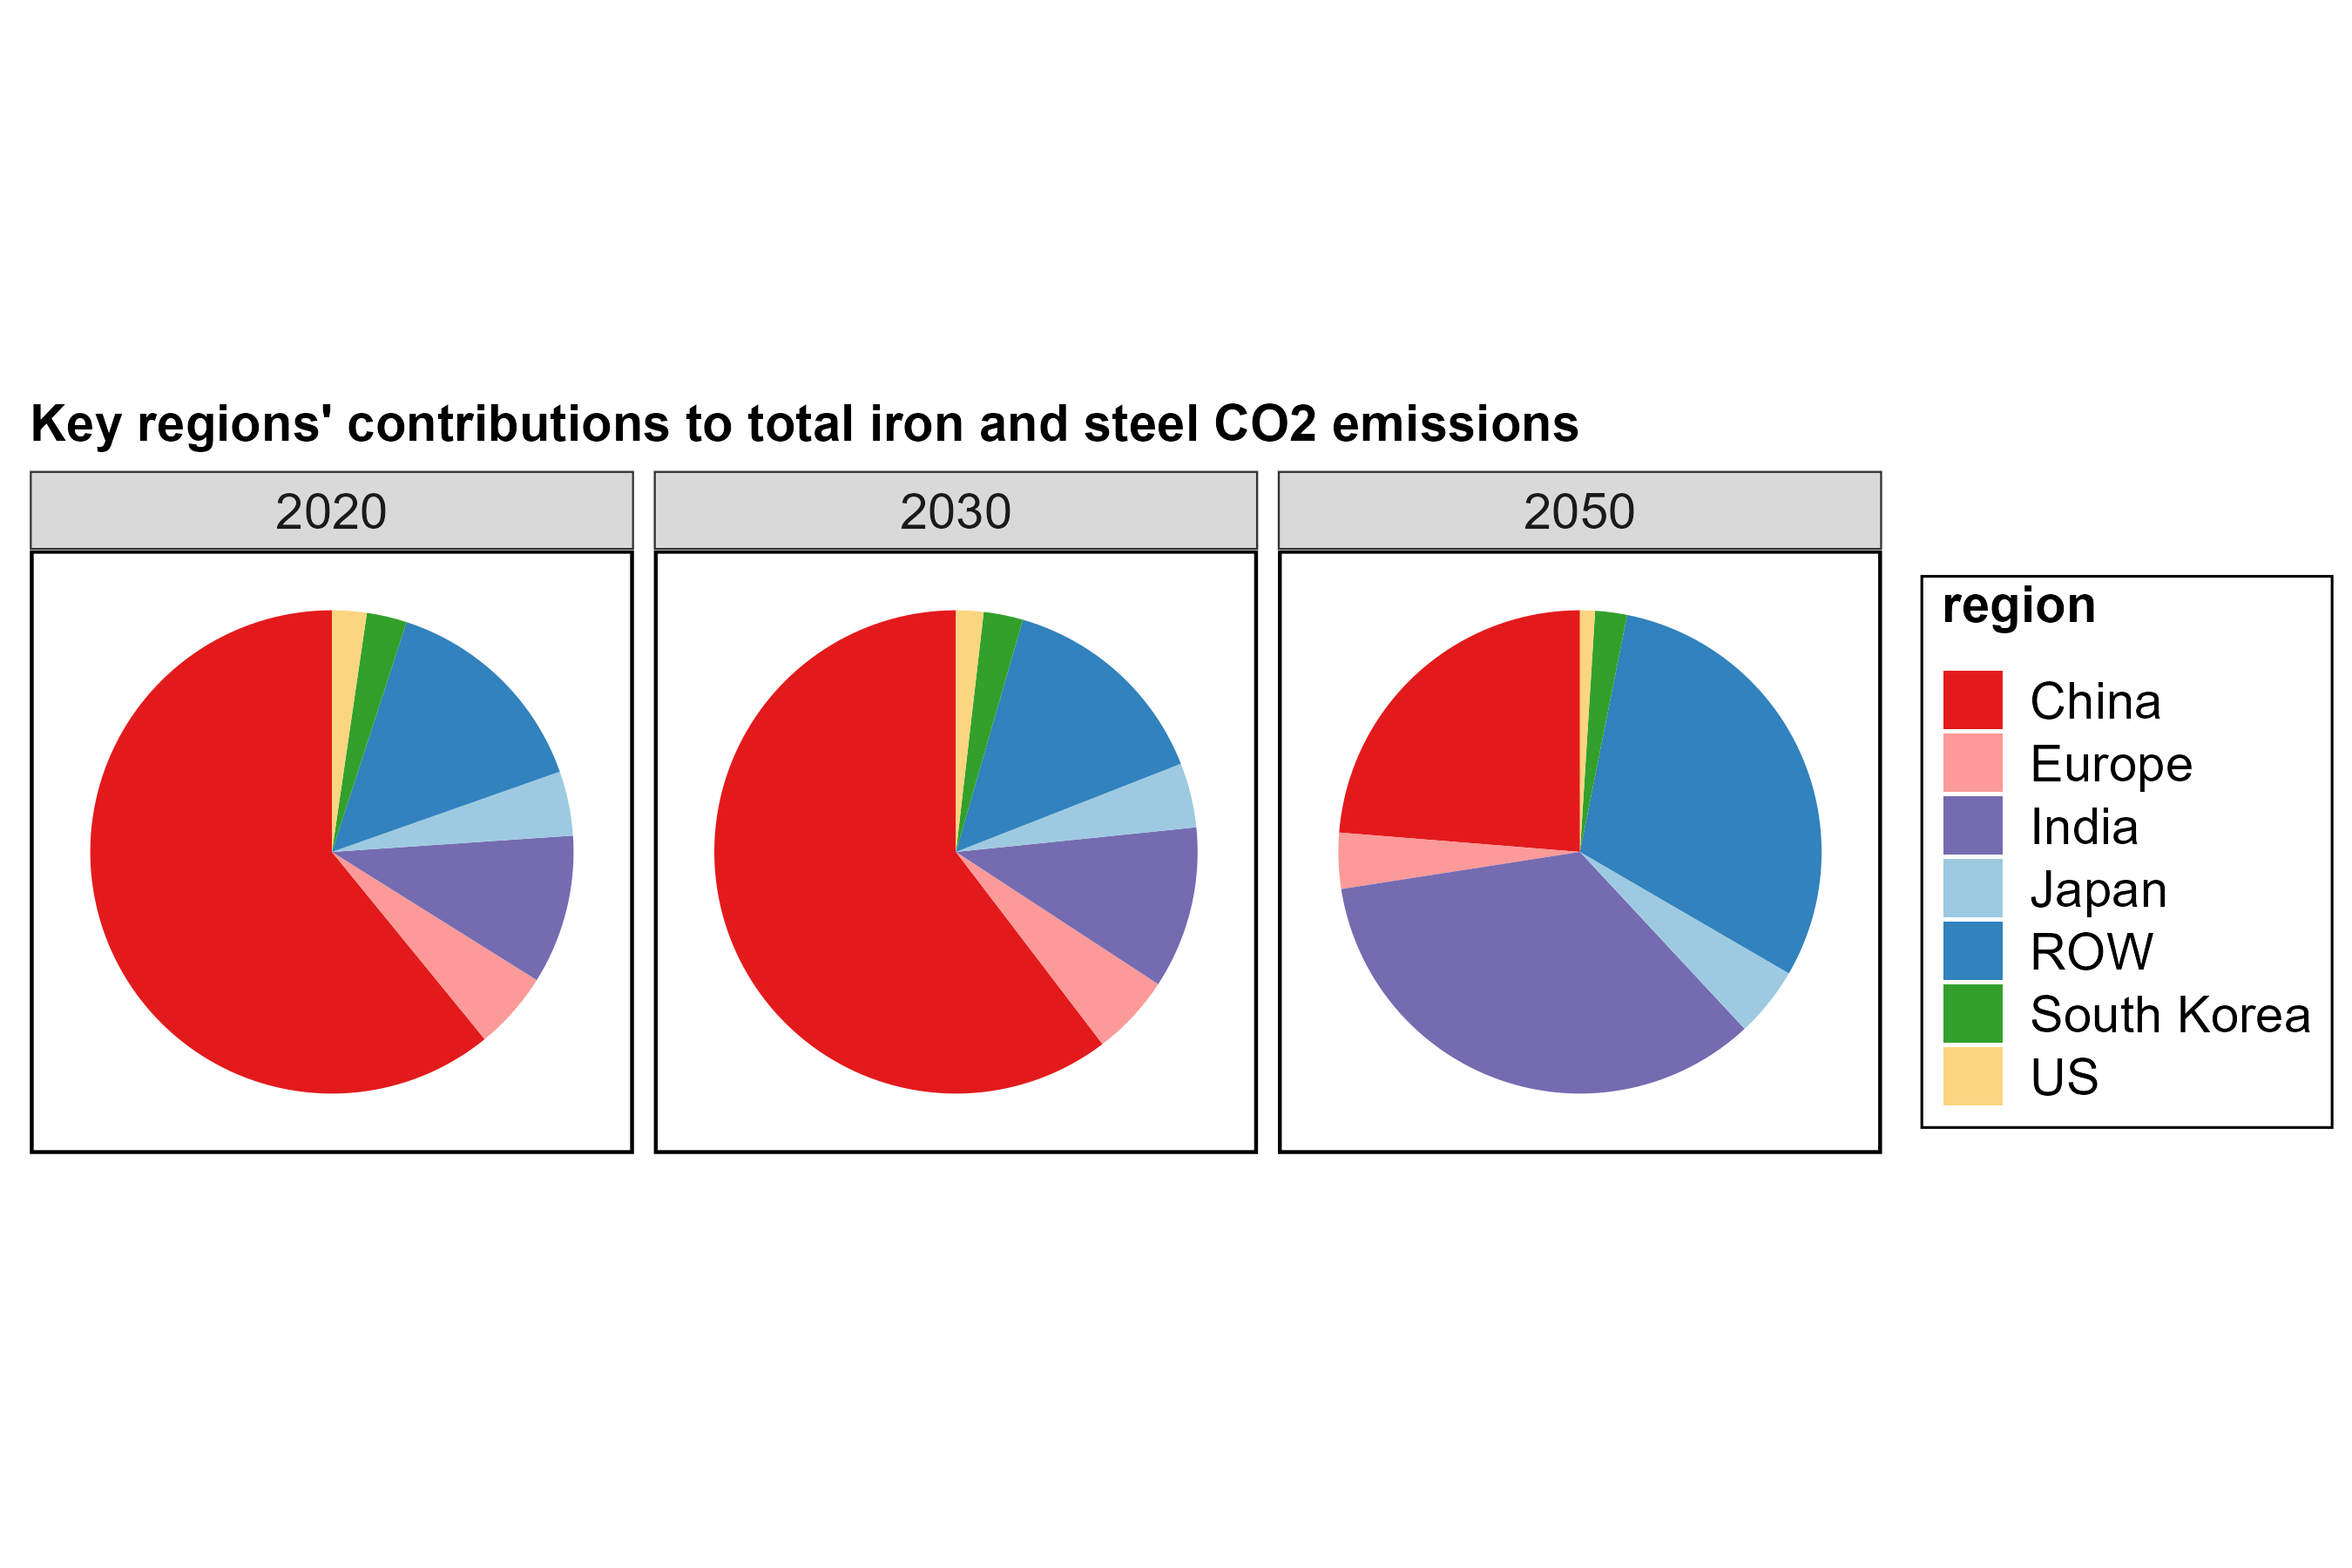 Key regions' contributions to total iron and steel CO2 emissions
2020
2030
2050
region
China
Europe
India
Japan
ROW
South Korea
US